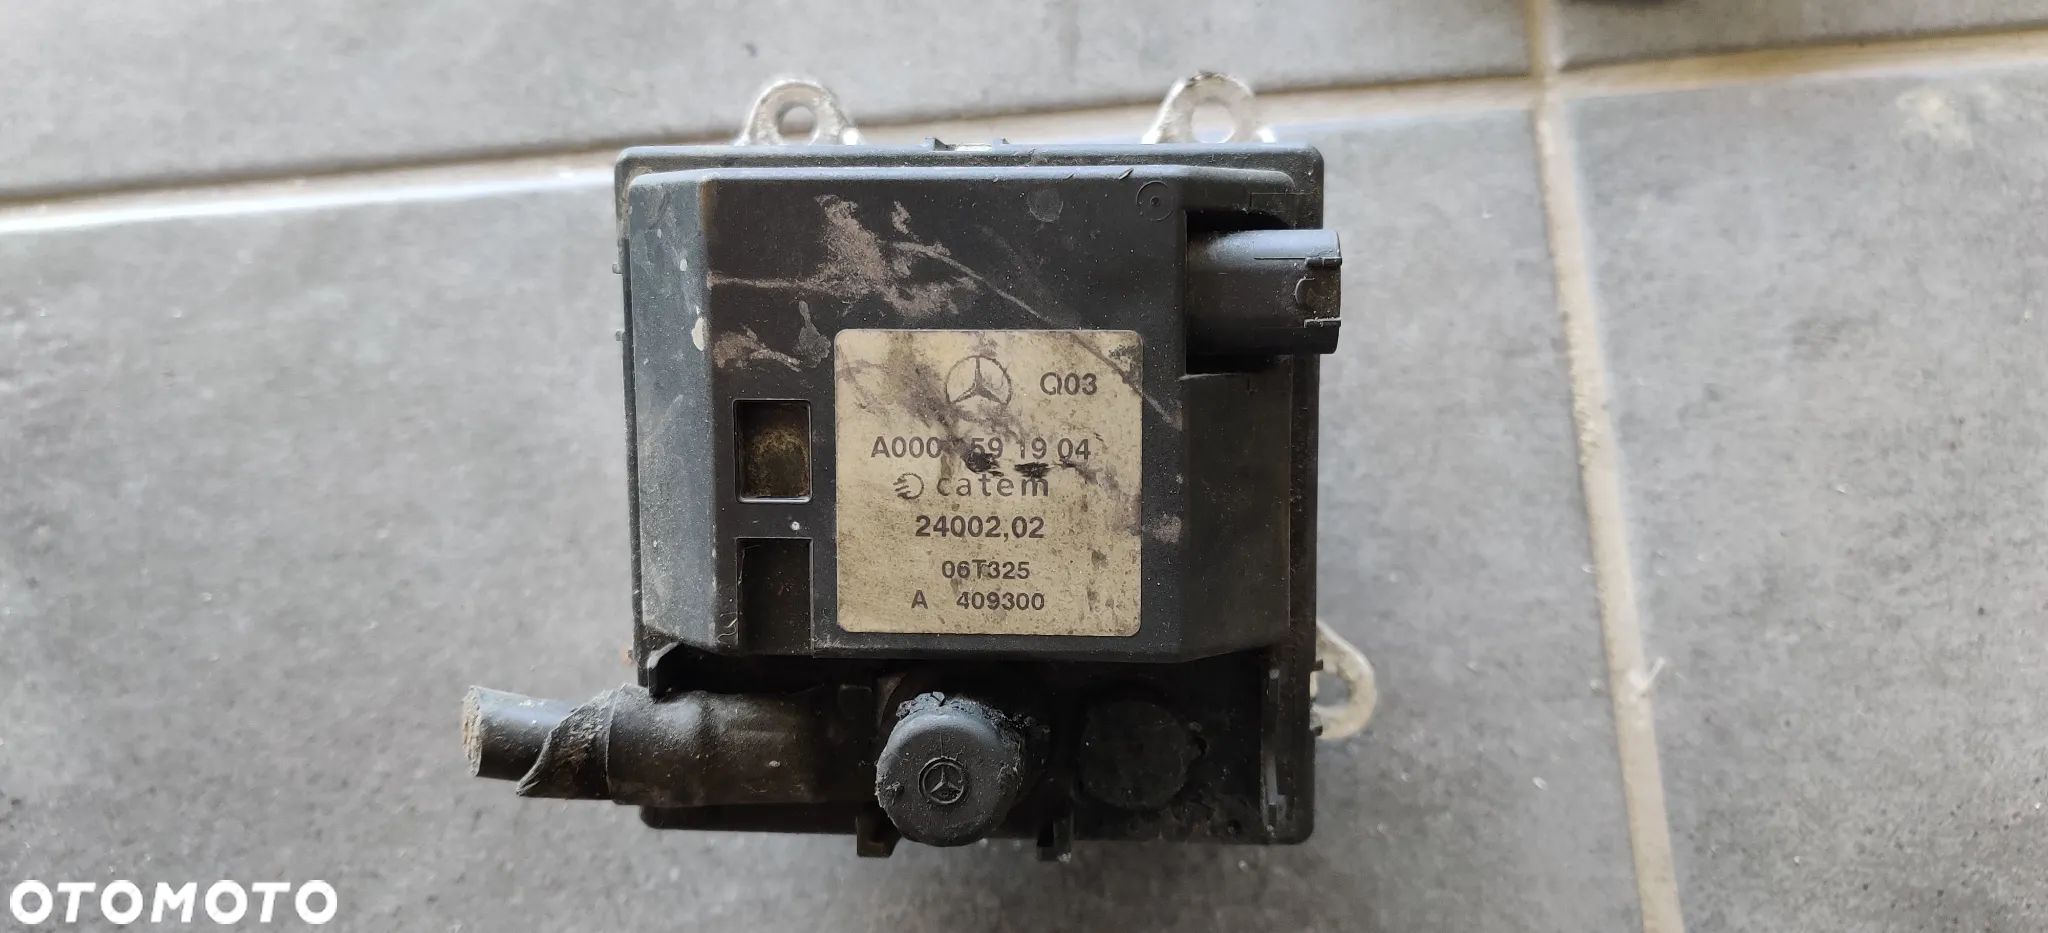 Q03
A000 59 19 04
catem
24002,02
06T325
A 409300
OTOMOTO